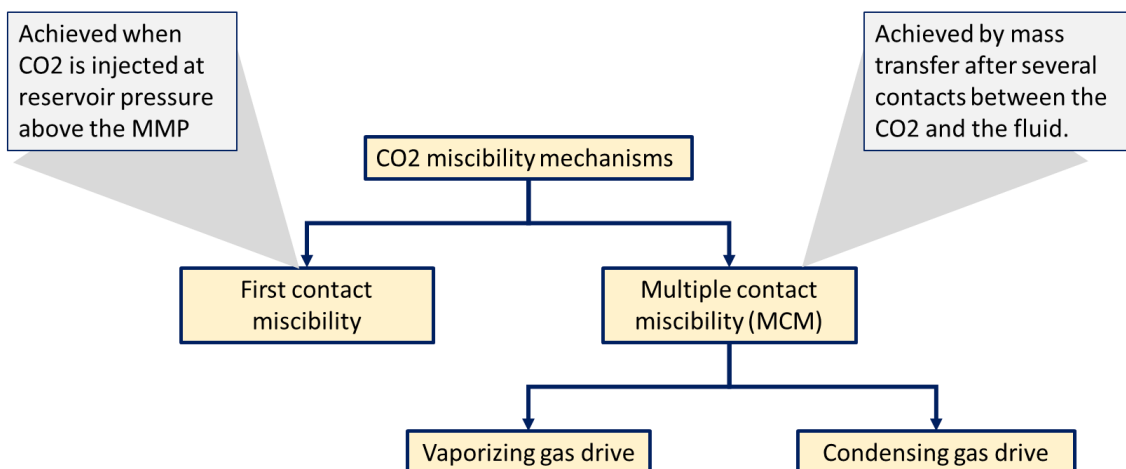 Achieved when
CO2 is injected at
reservoir pressure
above the MMP
Achieved by mass
transfer after several
contacts between the
CO2 and the fluid.
CO2 miscibility mechanisms
First contact
miscibility
Multiple contact
miscibility (MCM)
Vaporizing gas drive
Condensing gas drive